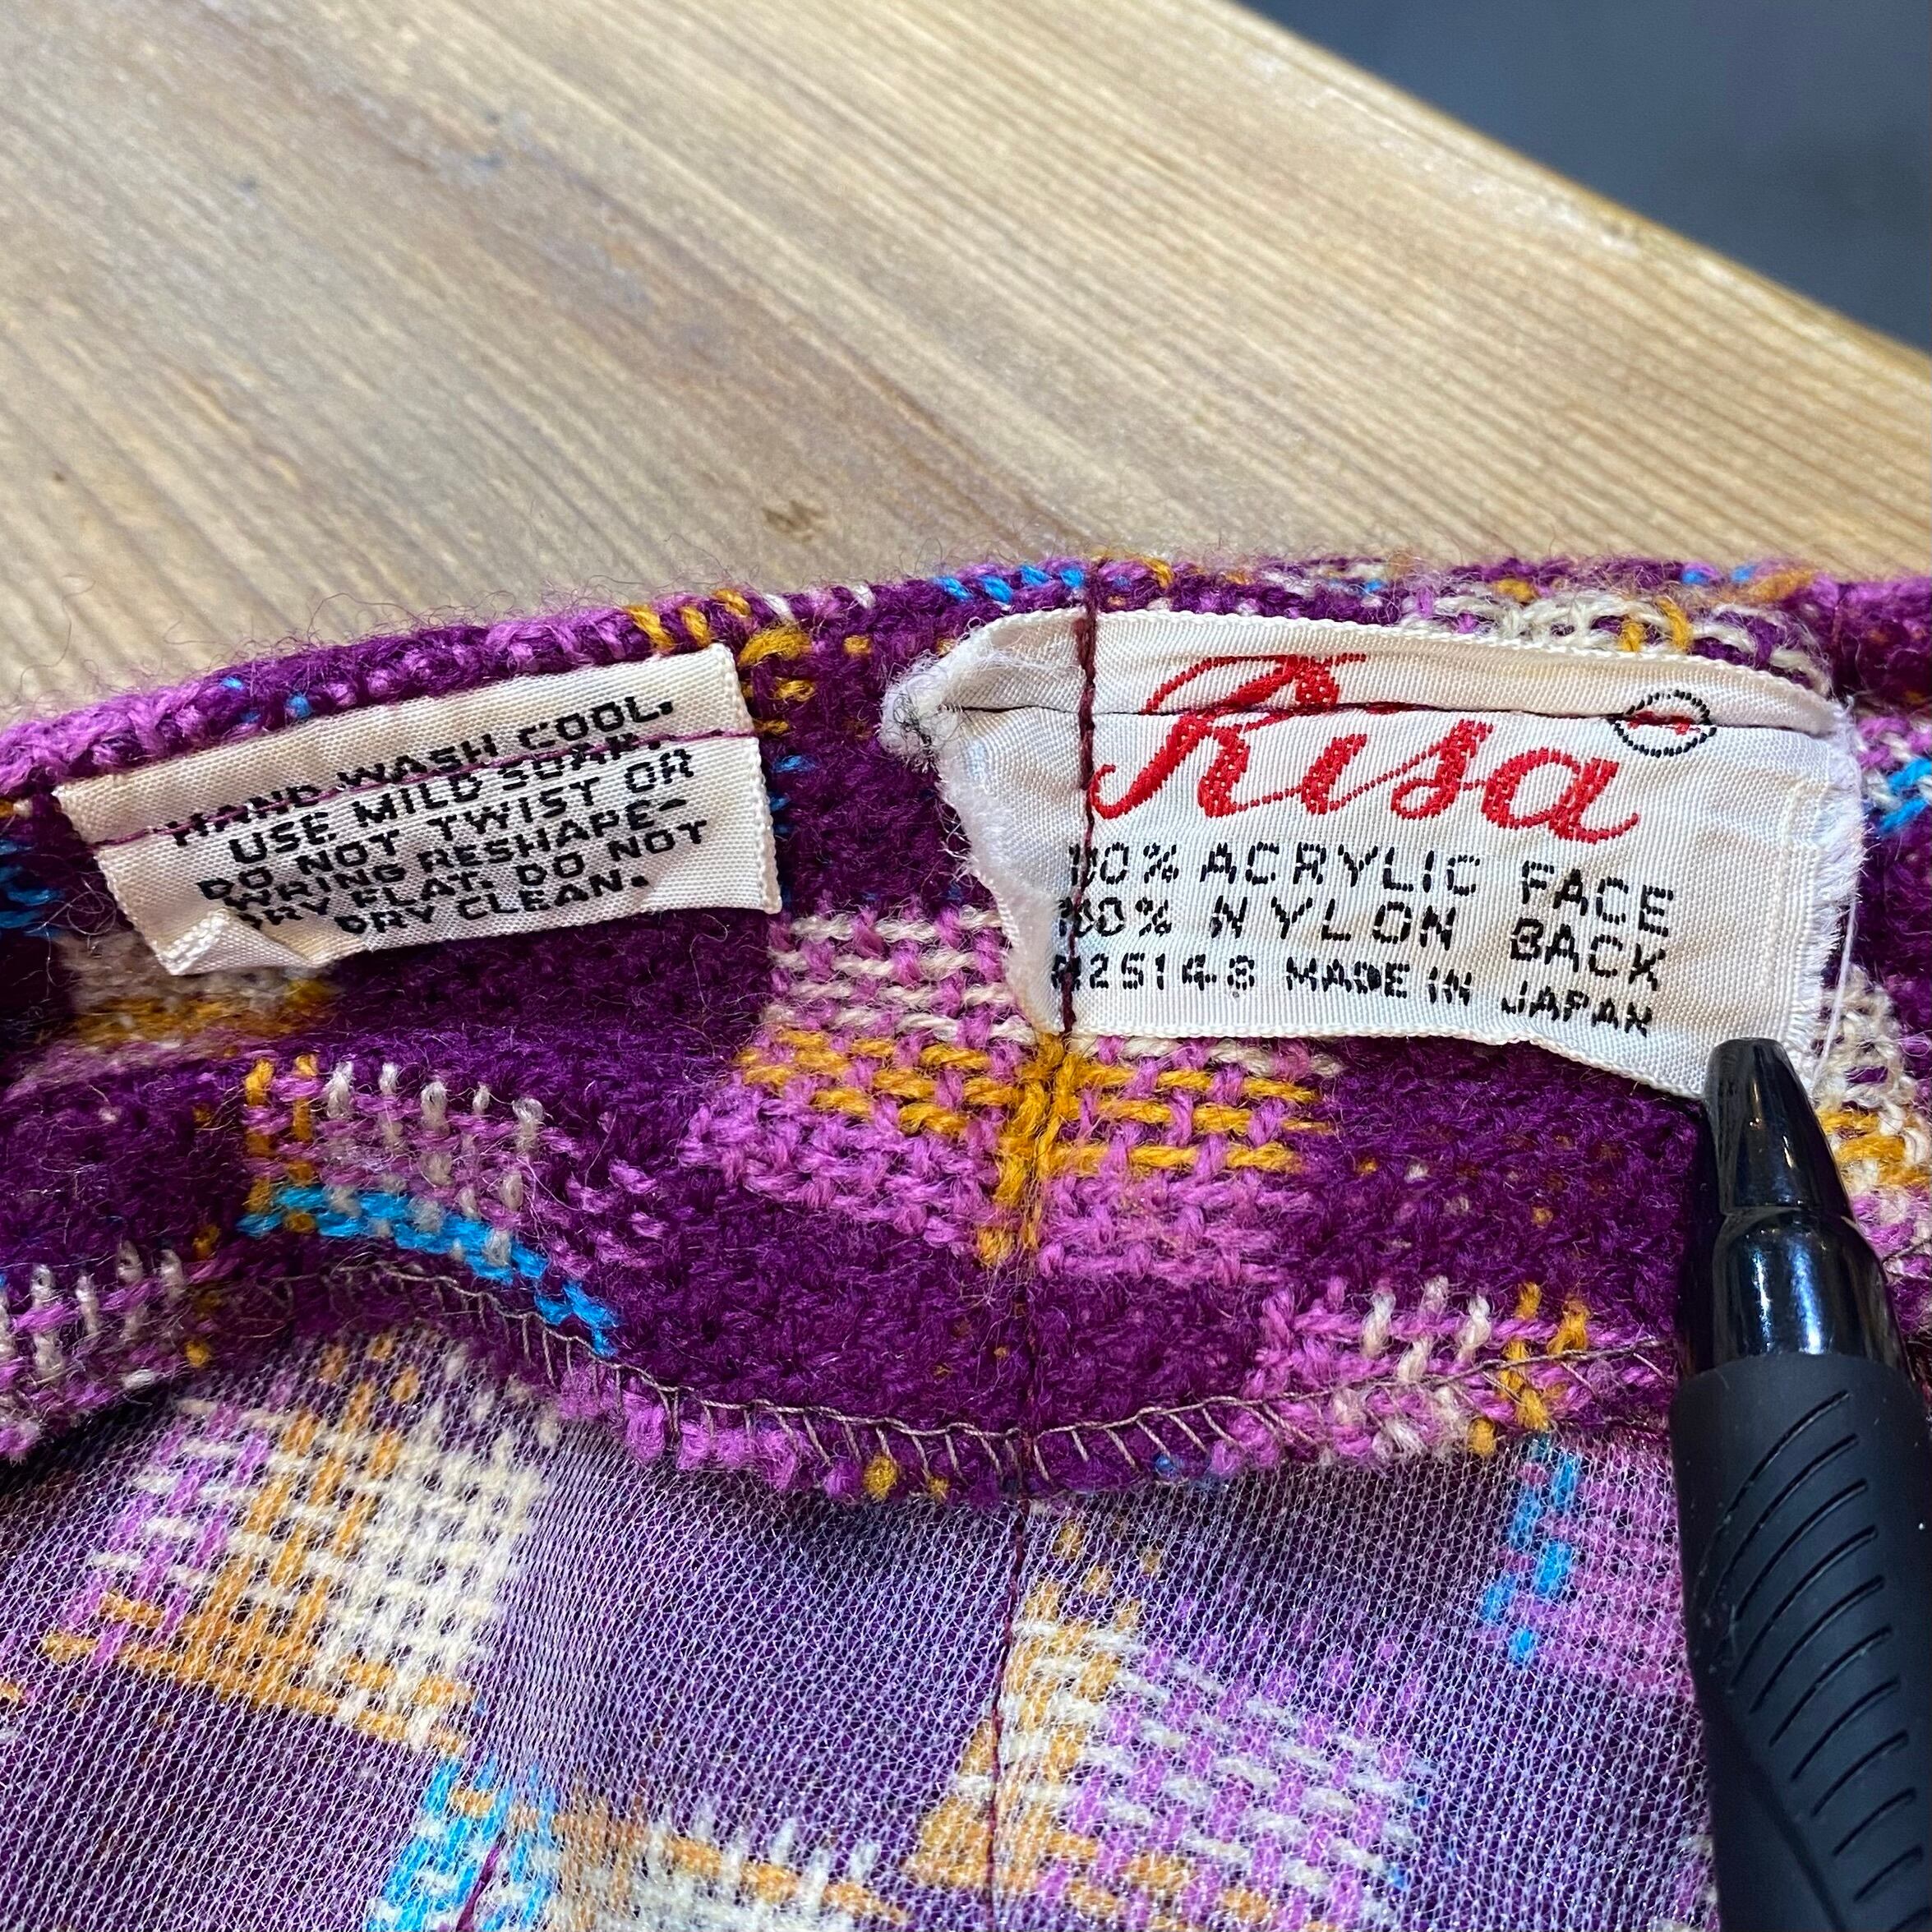 HAND WASH COOL.
USE MILD SOAP.
DO NOT TWIST OR
WRING RESHAPE-
DRY FLAT. DO NOT
DRY CLEAN.
Risa
100% ACRYLIC FACE
100% NYLON BACK
MADE IN JAPAN